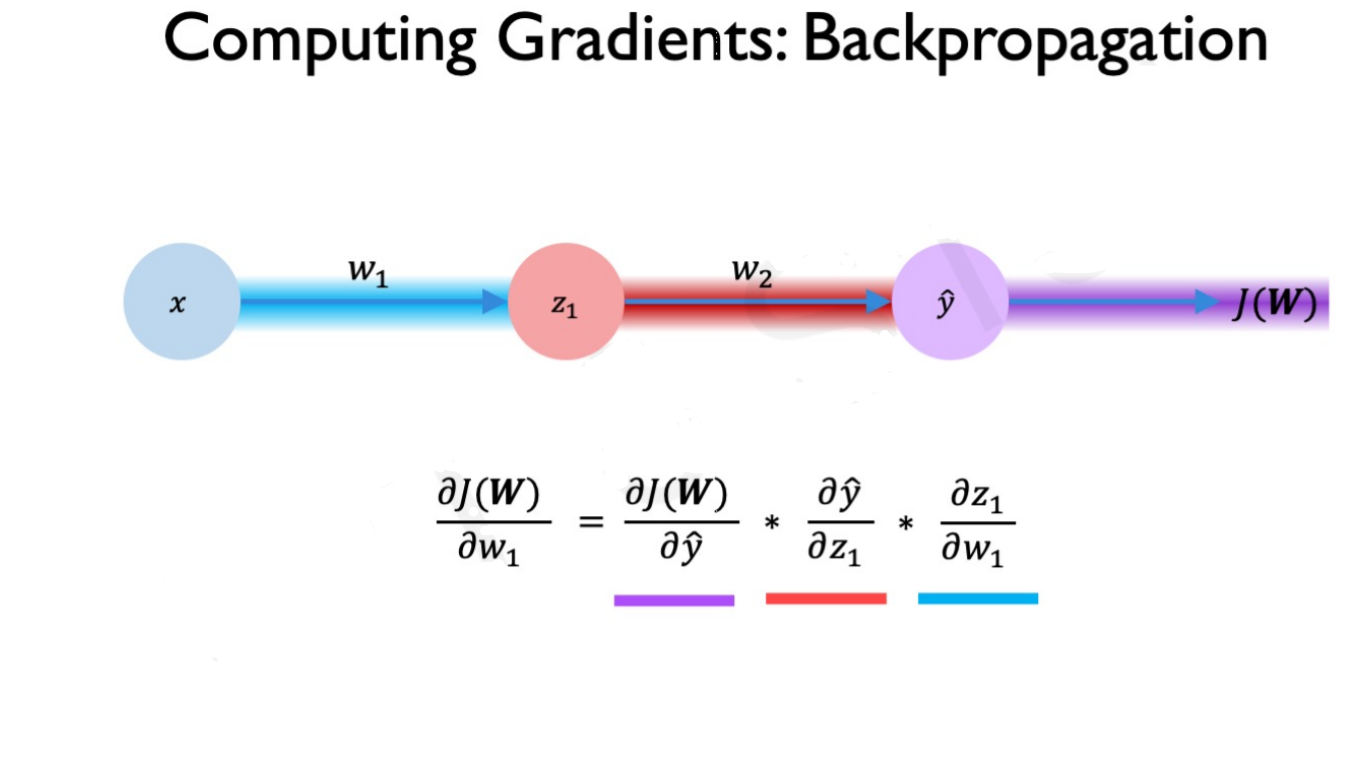 Computing Gradients: Backpropagation
w₁ w₂
x z₁ ŷ J(W)
∂J(W) / ∂w₁ = ∂J(W) / ∂ŷ * ∂ŷ / ∂z₁ * ∂z₁ / ∂w₁